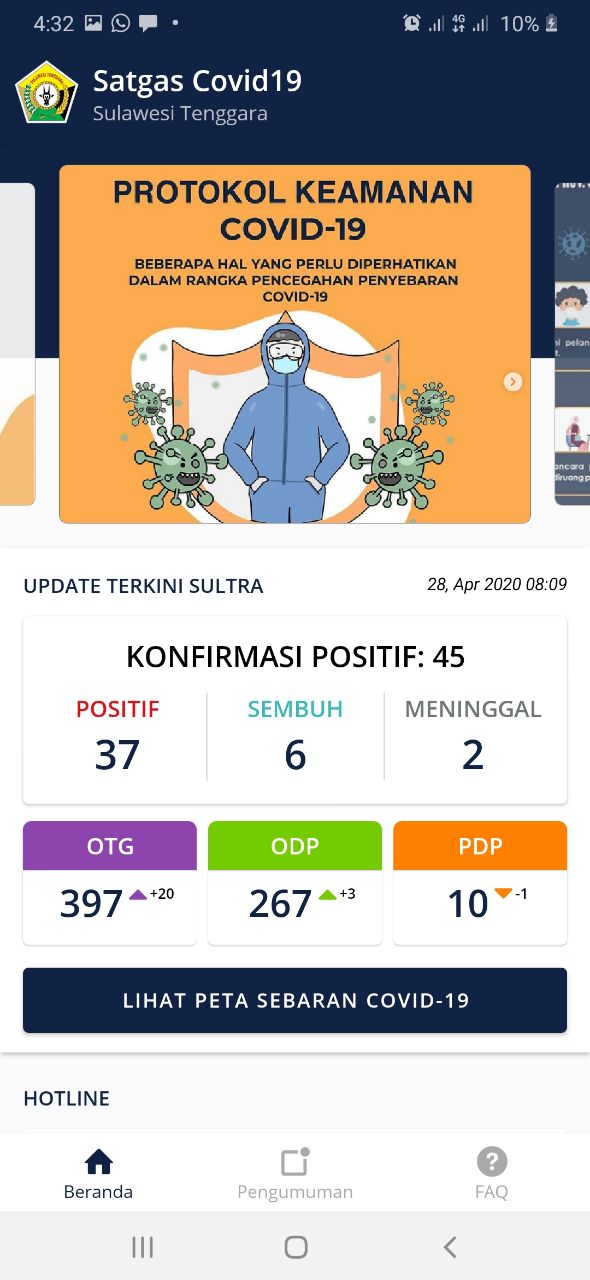 4:32
4G
10%
Satgas Covid19
Sulawesi Tenggara
PROTOKOL KEAMANAN
COVID-19
BEBERAPA HAL YANG PERLU DIPERHATIKAN
DALAM RANGKA PENCEGAHAN PENYEBARAN
COVID-19
UPDATE TERKINI SULTRA
28, Apr 2020 08:09
KONFIRMASI POSITIF: 45
POSITIF
SEMBUH
MENINGGAL
37
6
2
OTG
ODP
PDP
397 +20
267 +3
10 -1
LIHAT PETA SEBARAN COVID-19
HOTLINE
Beranda
Pengumuman
FAQ